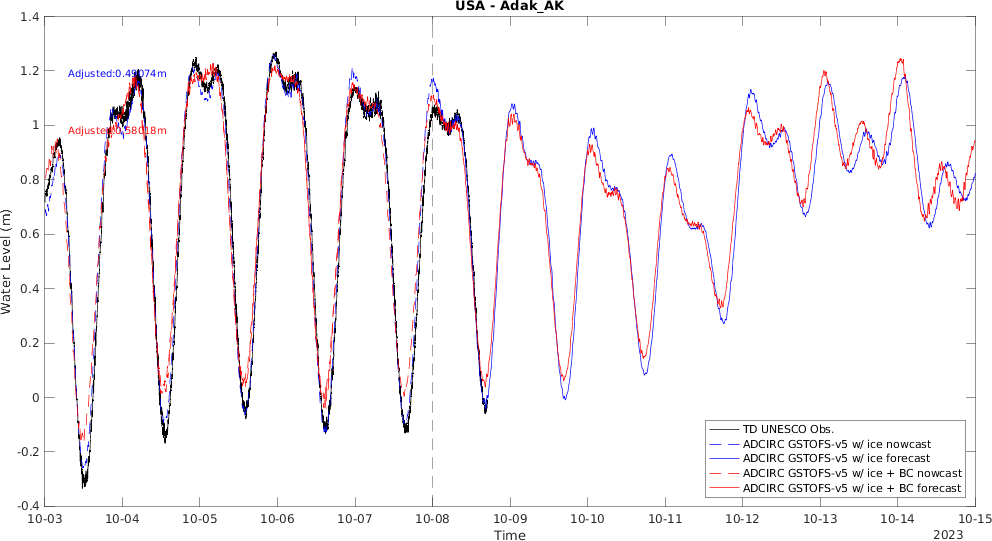 USA - Adak_AK
1.4
1.2
1
0.8
0.6
0.4
0.2
0
-0.2
-0.4
Water Level (m)
Adjusted:0.49074m
Adjusted:0.58018m
TD UNESCO Obs.
ADCIRC GSTOFS-v5 w/ ice nowcast
ADCIRC GSTOFS-v5 w/ ice forecast
ADCIRC GSTOFS-v5 w/ ice + BC nowcast
ADCIRC GSTOFS-v5 w/ ice + BC forecast
10-03 10-04 10-05 10-06 10-07 10-08 10-09 10-10 10-11 10-12 10-13 10-14 10-15
Time
2023